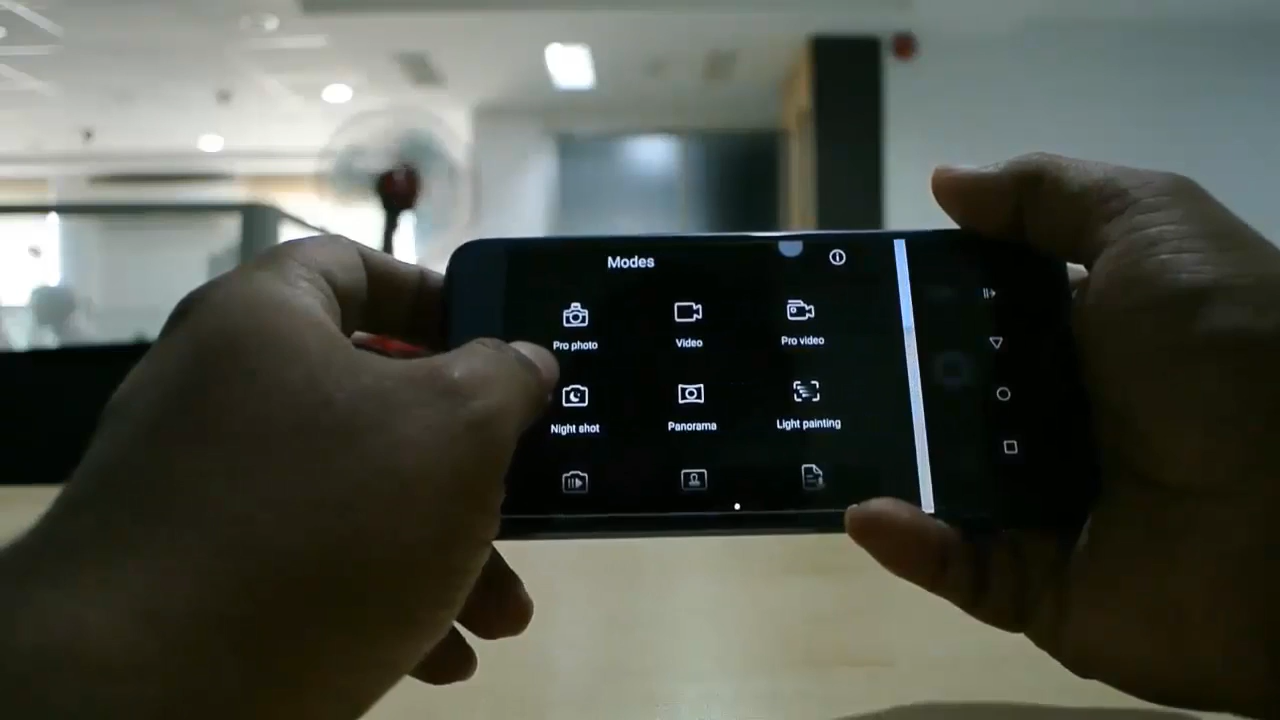 Modes
Pro photo
Video
Pro video
Night shot
Panorama
Light painting